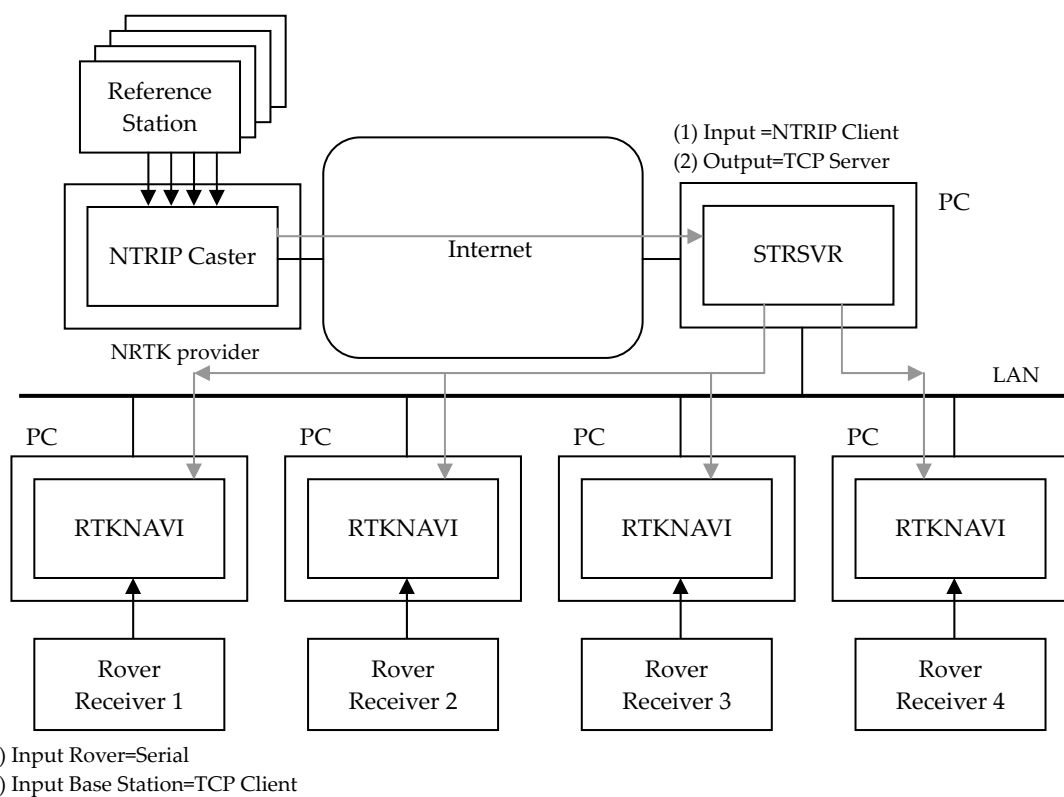 Reference
Station
(1) Input =NTRIP Client
(2) Output=TCP Server
PC
NTRIP Caster
Internet
STRSVR
NRTK provider
LAN
PC
PC
PC
PC
RTKNAVI
RTKNAVI
RTKNAVI
RTKNAVI
Rover
Receiver 1
Rover
Receiver 2
Rover
Receiver 3
Rover
Receiver 4
) Input Rover=Serial
) Input Base Station=TCP Client